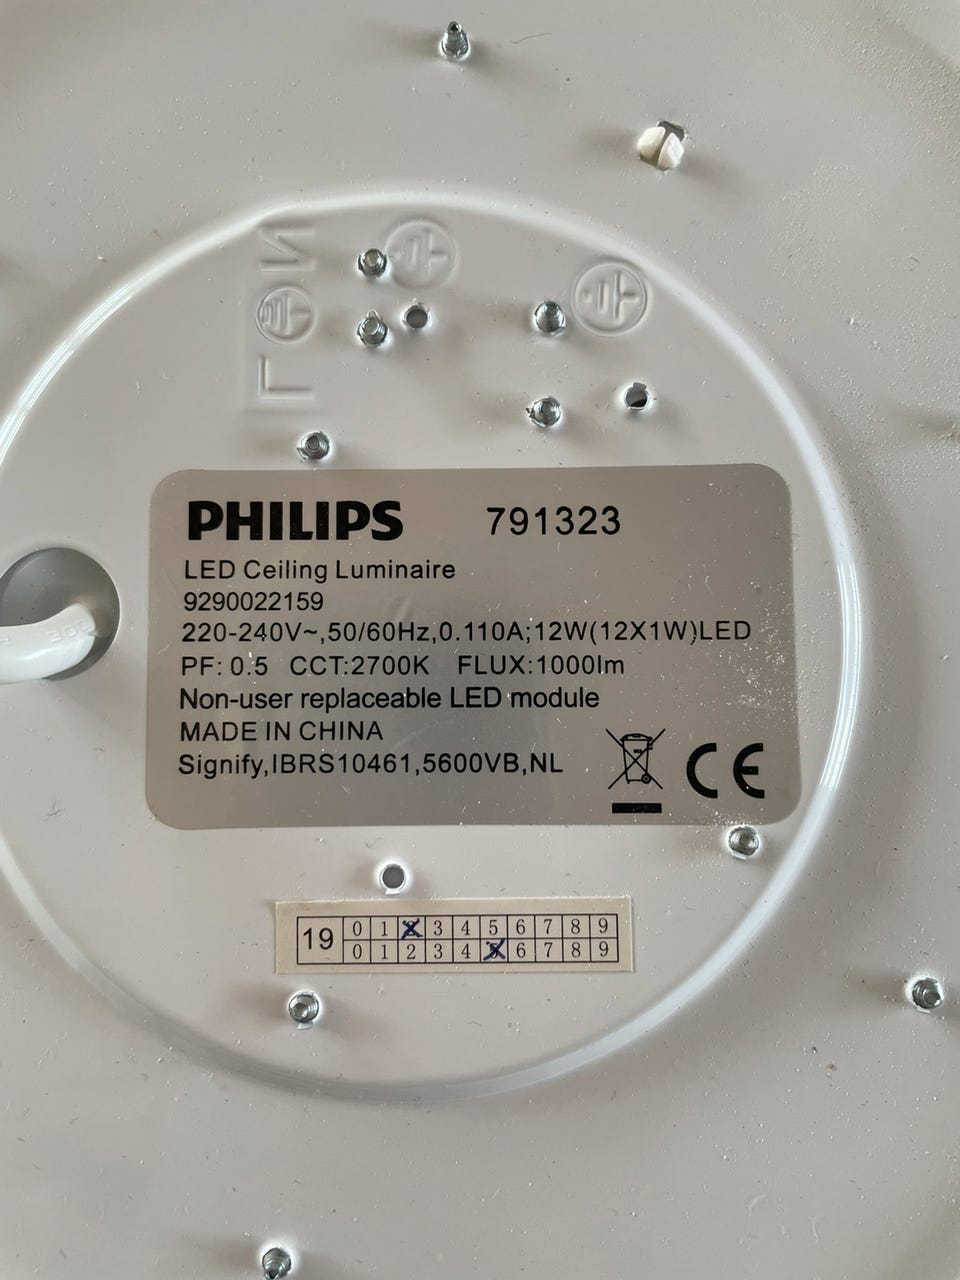 L N
PHILIPS 791323
LED Ceiling Luminaire
9290022159
220-240V~,50/60Hz,0.110A;12W(12X1W)LED
PF: 0.5 CCT:2700K FLUX:1000lm
Non-user replaceable LED module
MADE IN CHINA
Signify,IBRS10461,5600VB,NL
CE
19
0 1 2 3 4 5 6 7 8 9
0 1 2 3 4 5 6 7 8 9